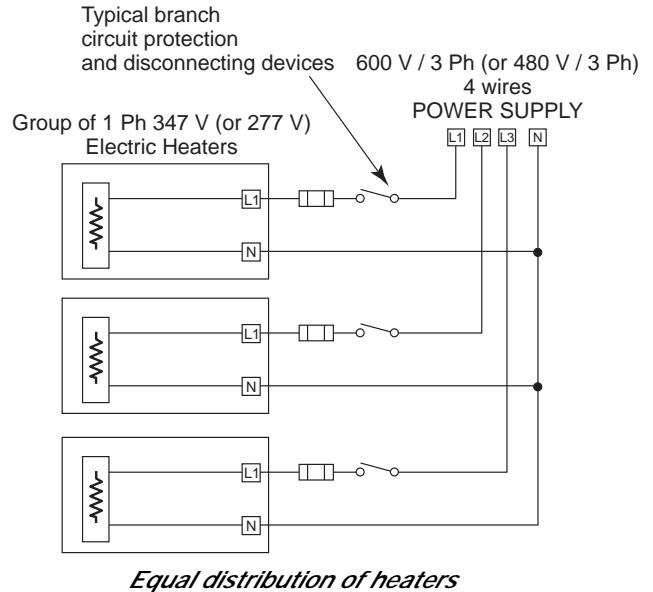 Typical branch
circuit protection
and disconnecting devices
600 V / 3 Ph (or 480 V / 3 Ph)
4 wires
POWER SUPPLY
L1 L2 L3 N
Group of 1 Ph 347 V (or 277 V)
Electric Heaters
L1
N
L1
N
L1
N
Equal distribution of heaters